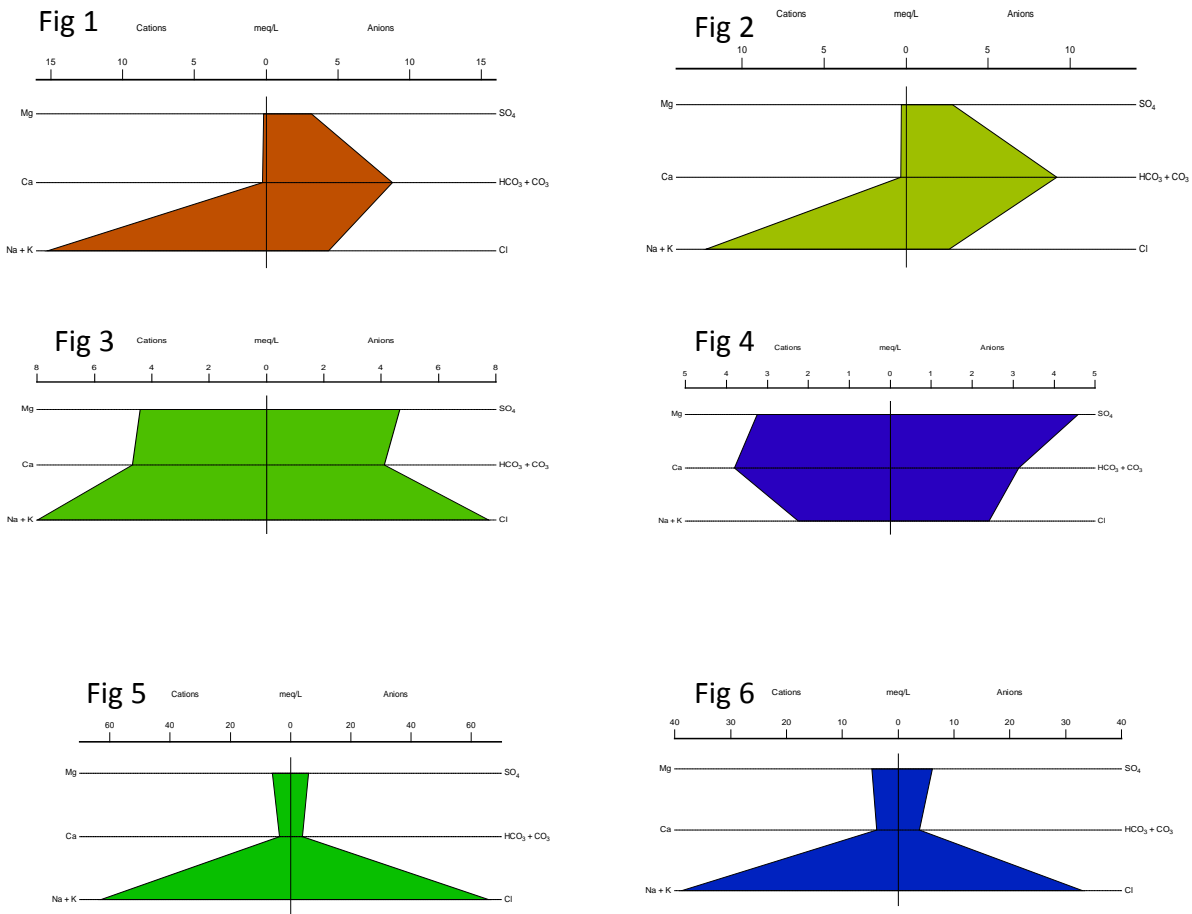 Fig 1
Cations meq/L Anions
15 10 5 0 5 10 15
Mg SO₄
Ca HCO₃ + CO₃
Na + K Cl
Fig 2
Cations meq/L Anions
10 5 0 5 10
Mg SO₄
Ca HCO₃ + CO₃
Na + K Cl
Fig 3
Cations meq/L Anions
8 6 4 2 0 2 4 6 8
Mg SO₄
Ca HCO₃ + CO₃
Na + K Cl
Fig 4
Cations meq/L Anions
5 4 3 2 1 0 1 2 3 4 5
Mg SO₄
Ca HCO₃ + CO₃
Na + K Cl
Fig 5
Cations meq/L Anions
60 40 20 0 20 40 60
Mg SO₄
Ca HCO₃ + CO₃
Na + K Cl
Fig 6
Cations meq/L Anions
40 30 20 10 0 10 20 30 40
Mg SO₄
Ca HCO₃ + CO₃
Na + K Cl